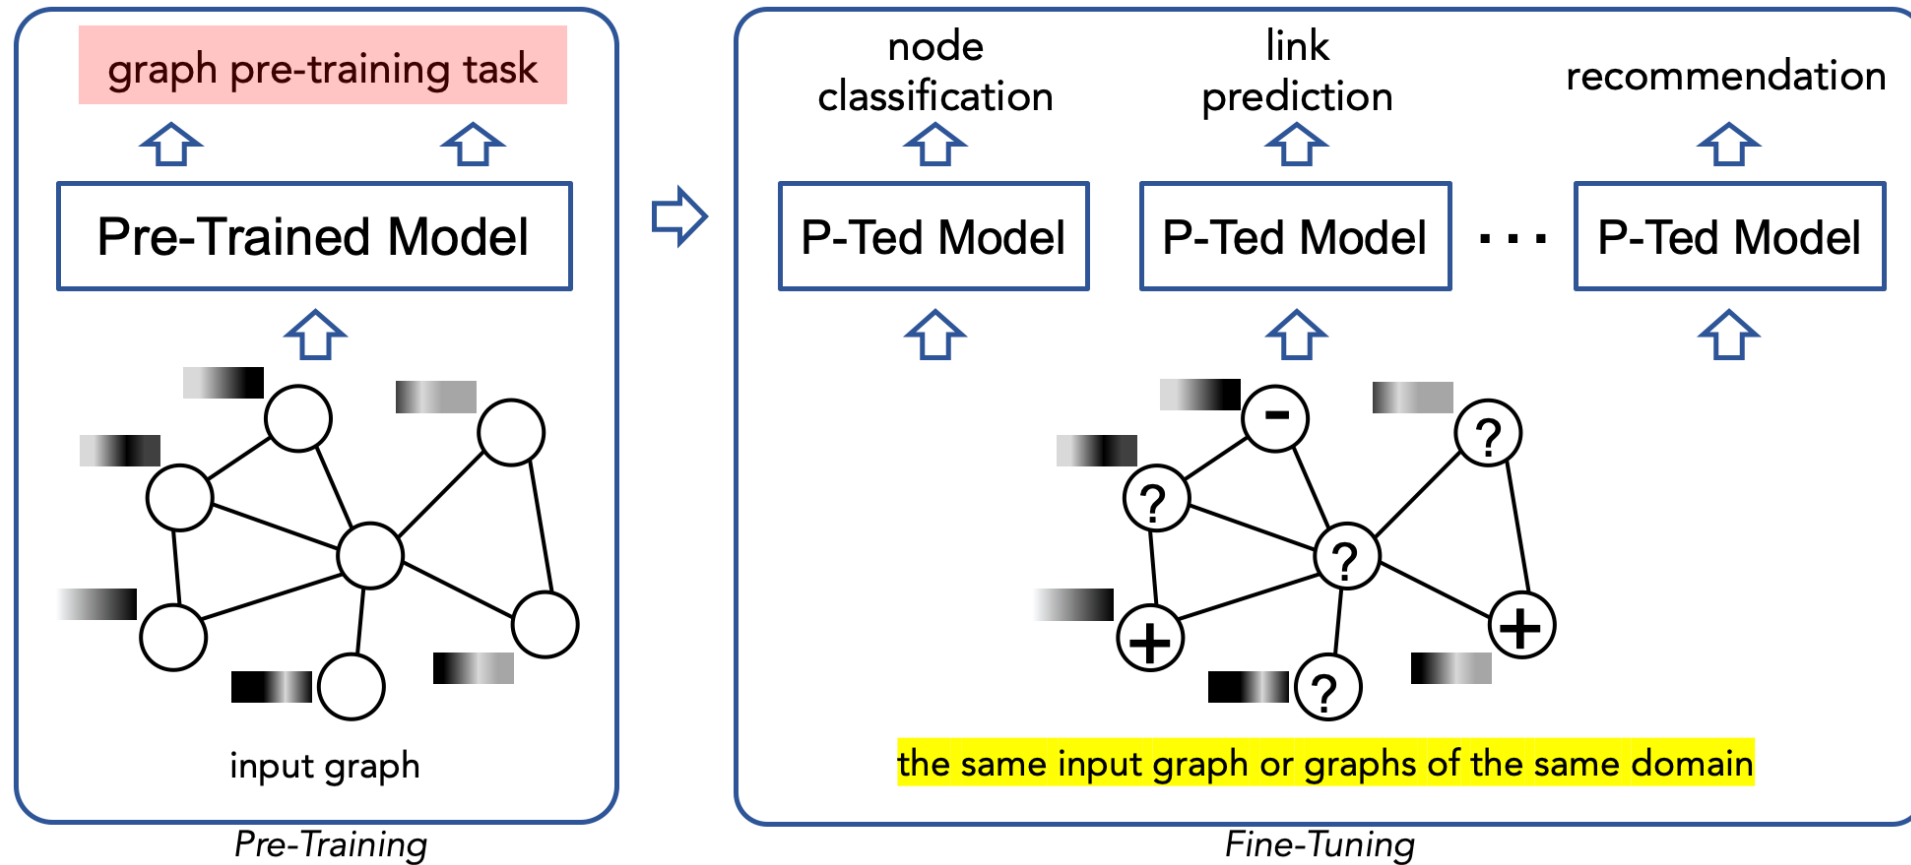 graph pre-training task
Pre-Trained Model
input graph
Pre-Training
node
classification
link
prediction
recommendation
P-Ted Model
P-Ted Model
...
P-Ted Model
-
?
?
?
+
+
?
the same input graph or graphs of the same domain
Fine-Tuning